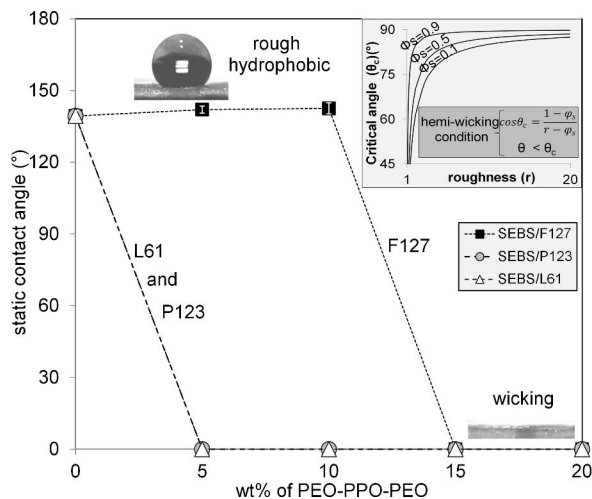 static contact angle (°)
180
150
120
90
60
30
0
0
5
10
15
20
wt% of PEO-PPO-PEO
rough
hydrophobic
L61
and
P123
F127
wicking
SEBS/F127
SEBS/P123
SEBS/L61
Critical angle (θc)(°)
90
75
60
45
Φs=0.9
Φs=0.5
Φs=0.1
hemi-wicking
condition
cosθc = (1 − φs) / (r − φs)
θ < θc
1
20
roughness (r)